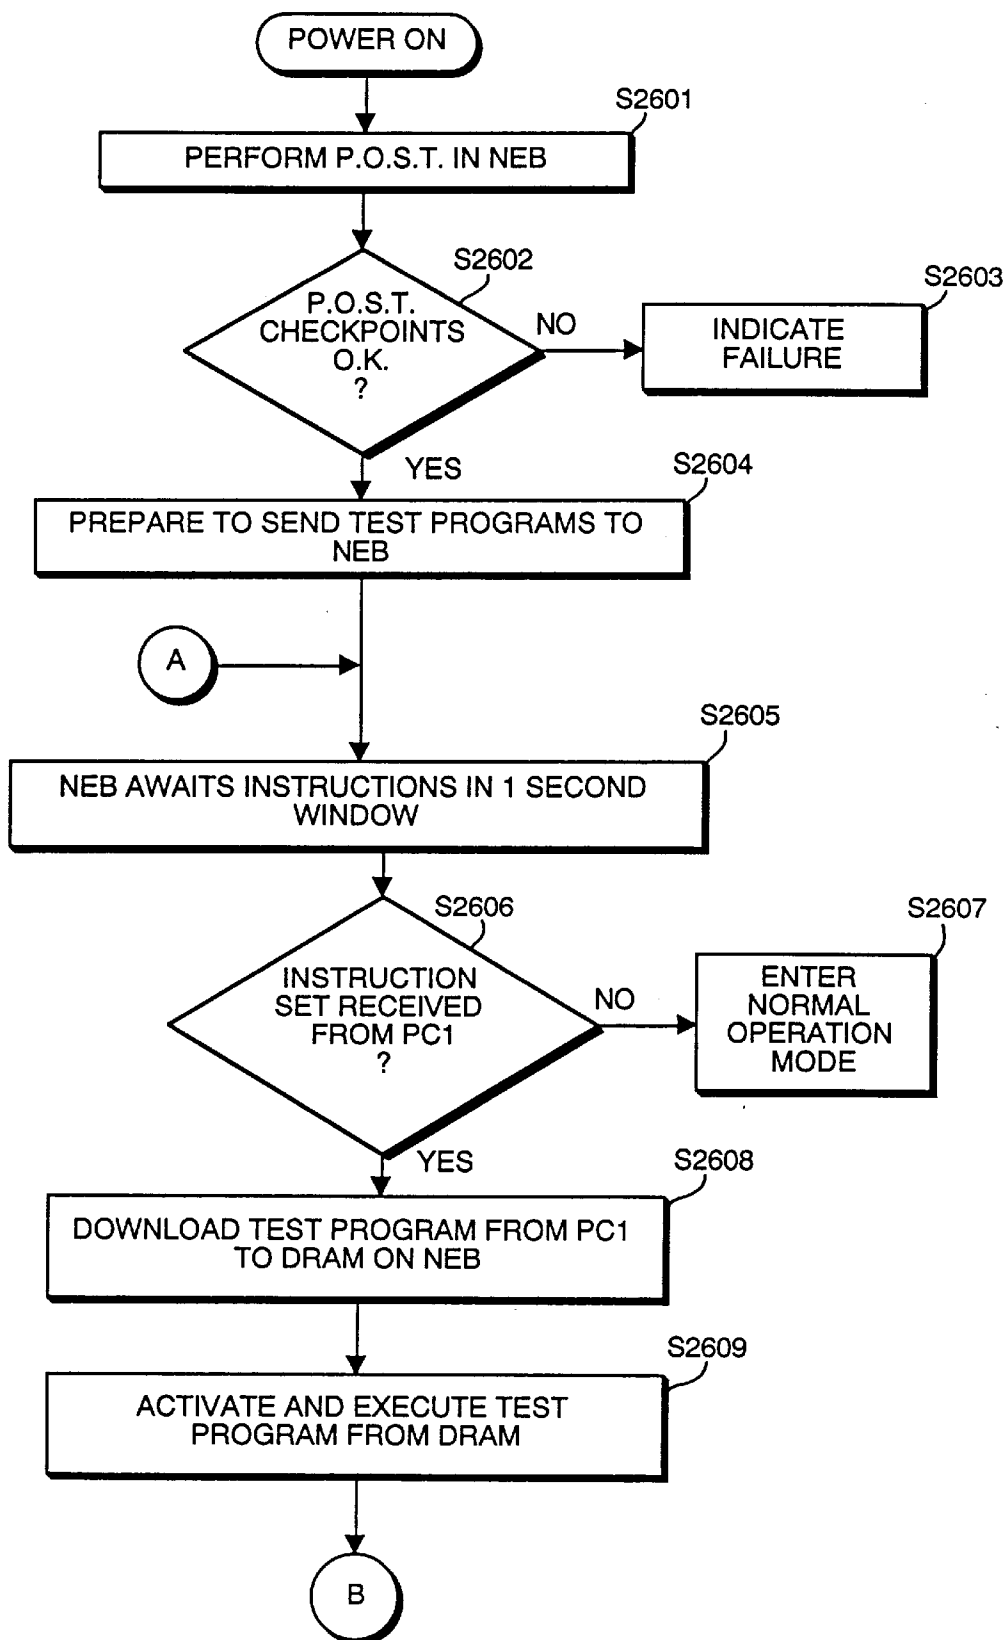 POWER ON
S2601
PERFORM P.O.S.T. IN NEB
S2602
P.O.S.T.
CHECKPOINTS
O.K.
?
NO
S2603
INDICATE
FAILURE
YES
S2604
PREPARE TO SEND TEST PROGRAMS TO
NEB
A
S2605
NEB AWAITS INSTRUCTIONS IN 1 SECOND
WINDOW
S2606
INSTRUCTION
SET RECEIVED
FROM PC1
?
NO
S2607
ENTER
NORMAL
OPERATION
MODE
YES
S2608
DOWNLOAD TEST PROGRAM FROM PC1
TO DRAM ON NEB
S2609
ACTIVATE AND EXECUTE TEST
PROGRAM FROM DRAM
B